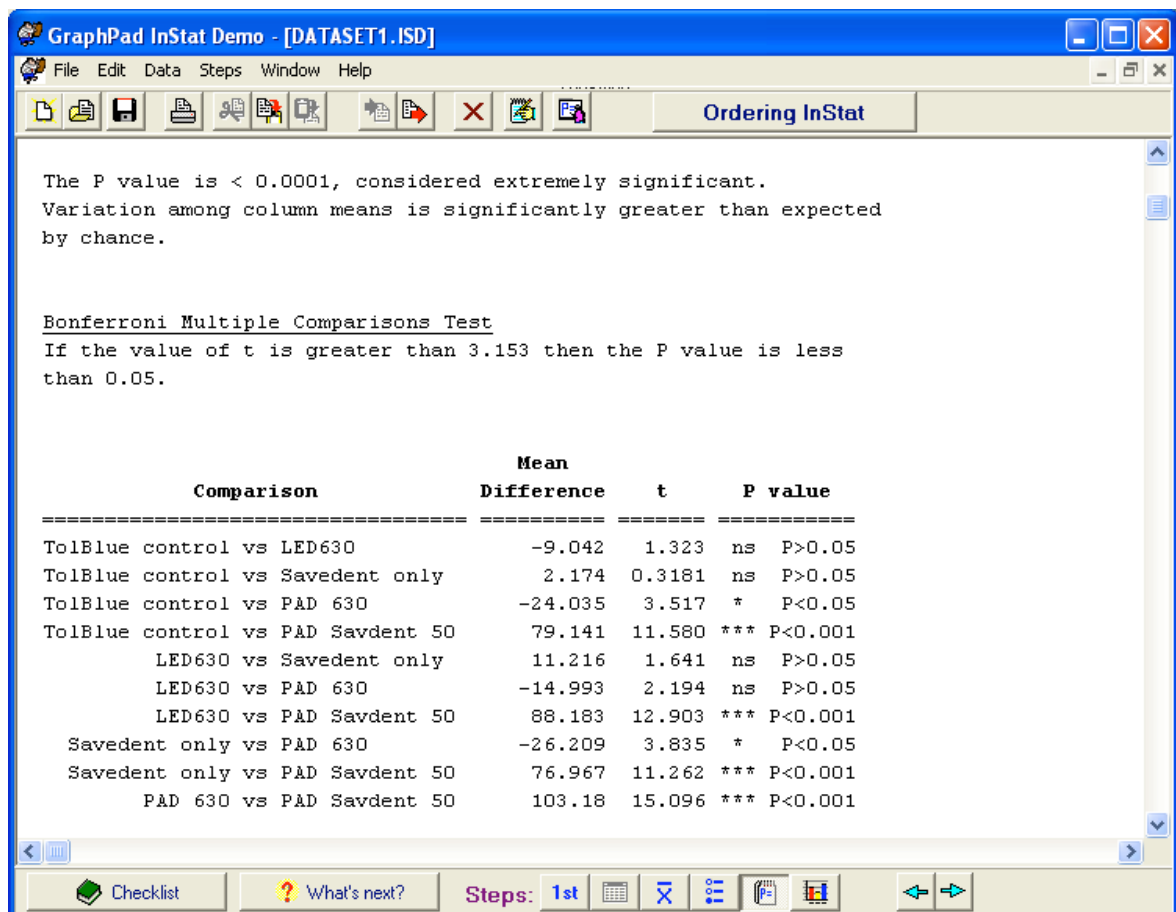 GraphPad InStat Demo - [DATASET1.ISD]
File Edit Data Steps Window Help
Ordering InStat
The P value is < 0.0001, considered extremely significant.
Variation among column means is significantly greater than expected
by chance.
Bonferroni Multiple Comparisons Test
If the value of t is greater than 3.153 then the P value is less
than 0.05.
Mean
Comparison Difference t P value
================================== ========== ======= ===========
TolBlue control vs LED630 -9.042 1.323 ns P>0.05
TolBlue control vs Savedent only 2.174 0.3181 ns P>0.05
TolBlue control vs PAD 630 -24.035 3.517 * P<0.05
TolBlue control vs PAD Savdent 50 79.141 11.580 *** P<0.001
LED630 vs Savedent only 11.216 1.641 ns P>0.05
LED630 vs PAD 630 -14.993 2.194 ns P>0.05
LED630 vs PAD Savdent 50 88.183 12.903 *** P<0.001
Savedent only vs PAD 630 -26.209 3.835 * P<0.05
Savedent only vs PAD Savdent 50 76.967 11.262 *** P<0.001
PAD 630 vs PAD Savdent 50 103.18 15.096 *** P<0.001
Checklist ? What's next? Steps: 1st x P=